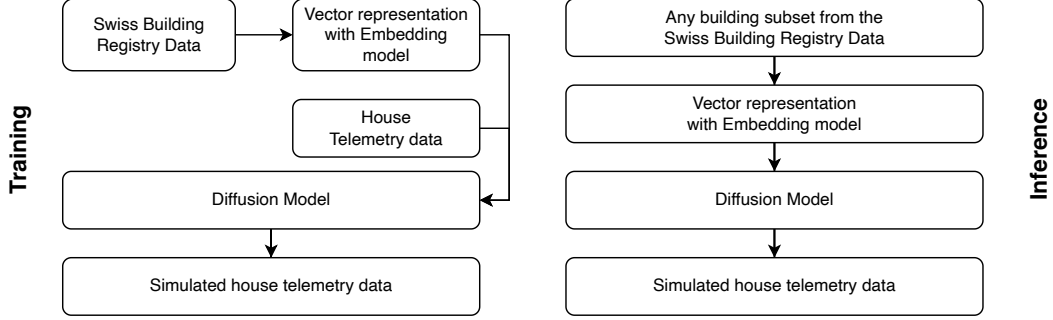 Training
Swiss Building
Registry Data
Vector representation
with Embedding
model
House
Telemetry data
Diffusion Model
Simulated house telemetry data
Any building subset from the
Swiss Building Registry Data
Vector representation
with Embedding model
Diffusion Model
Simulated house telemetry data
Inference